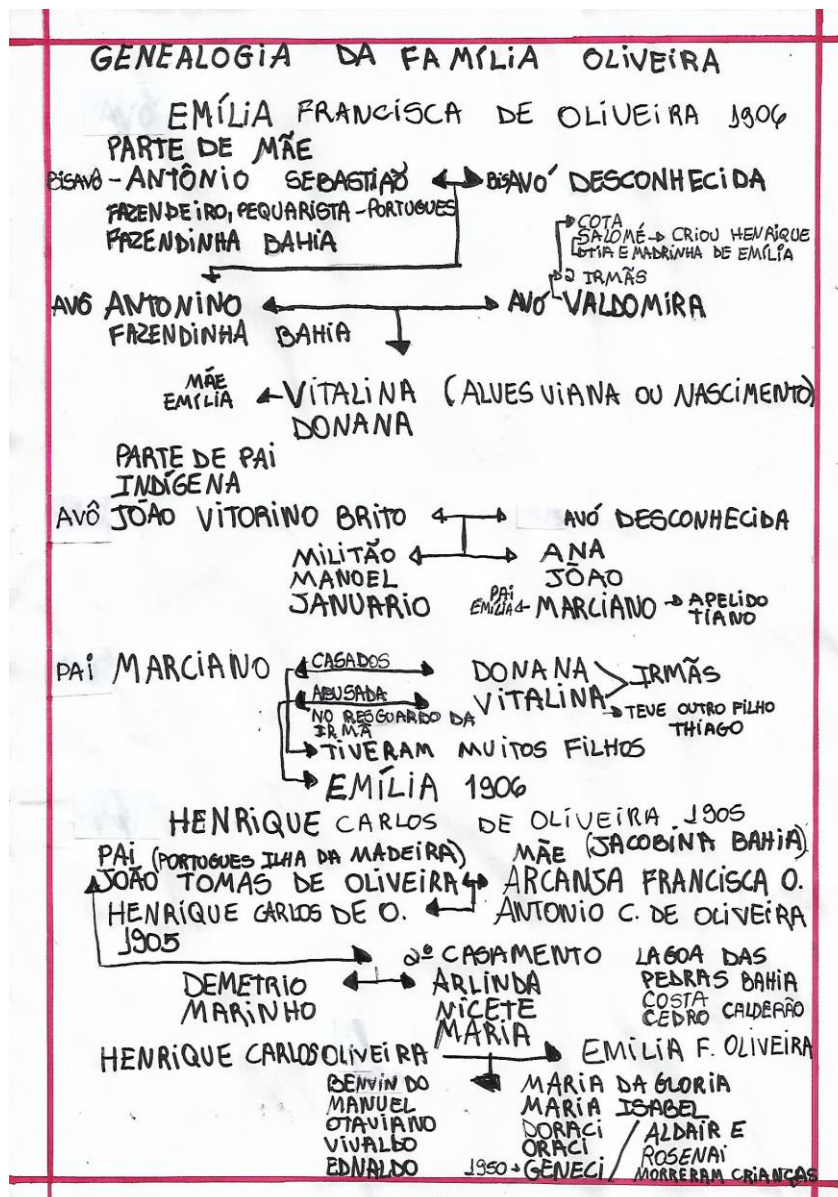 GENEALOGIA DA FAMÍLIA OLIVEIRA
EMÍLIA FRANCISCA DE OLIVEIRA 1906
PARTE DE MÃE
BISAVÔ - ANTÔNIO SEBASTIAO BISAVO' DESCONHECIDA
FAZENDEIRO, PEQUARISTA - PORTUGUES
FAZENDINHA BAHIA
COTA
SALOMÉ → CRIOU HENRIQUE
TIA E MADRINHA DE EMÍLIA
2 IRMÃS
AVÔ ANTONINO AVO' VALDOMIRA
FAZENDINHA BAHIA
MÃE EMÍLIA VITALINA (ALVES VIANA OU NASCIMENTO)
DONANA
PARTE DE PAI
INDÍGENA
AVÔ JOÃO VITORINO BRITO AVÓ DESCONHECIDA
MILITÃO ANA
MANOEL JOÃO
JANUARIO PAI EMÍLIA MARCIANO → APELIDO TIANO
PAI MARCIANO CASADOS DONANA IRMÃS
ABUSADA VITALINA → TEVE OUTRO FILHO
NO RESGUARDO DA THIAGO
IRMÃ
TIVERAM MUITOS FILHOS
EMÍLIA 1906
HENRIQUE CARLOS DE OLIVEIRA 1905
PAI (PORTOGUES ILHA DA MADEIRA) MÃE (JACOBINA BAHIA)
JOÃO TOMAS DE OLIVEIRA ARCANJA FRANCISCA O.
HENRIQUE CARLOS DE O. ANTONIO C. DE OLIVEIRA
1905
2º CASAMENTO LAGOA DAS
DEMETRIO ARLINDA PEDRAS BAHIA
MARINHO NICETE COSTA
MARIA CEDRO CALDERÃO
HENRIQUE CARLOS OLIVEIRA EMILIA F. OLIVEIRA
BENVINDO MARIA DA GLORIA
MANUEL MARIA ISABEL
OTAVIANO DORACI / ALDAIR E
VIVALDO ORACI ROSENAI
EDNALDO 1950 → GENECI MORRERAM CRIANÇAS